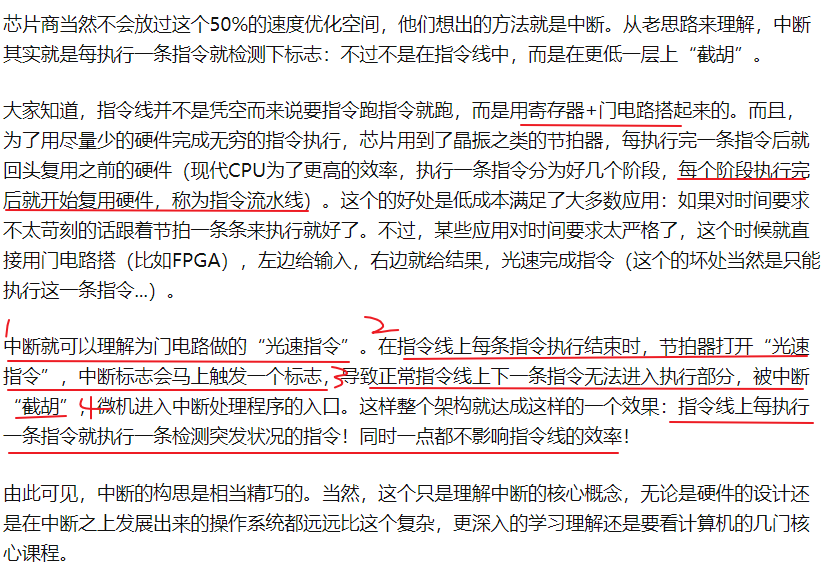 芯片商当然不会放过这个50%的速度优化空间，他们想出的方法就是中断。从老思路来理解，中断
其实就是每执行一条指令就检测下标志：不过不是在指令线中，而是在更低一层上“截胡”。
大家知道，指令线并不是凭空而来说要指令跑指令就跑，而是用寄存器+门电路搭起来的。而且，
为了用尽量少的硬件完成无穷的指令执行，芯片用到了晶振之类的节拍器，每执行完一条指令后就
回头复用之前的硬件（现代CPU为了更高的效率，执行一条指令分为好几个阶段，每个阶段执行完
后就开始复用硬件，称为指令流水线）。这个的好处是低成本满足了大多数应用：如果对时间要求
不太苛刻的话跟着节拍一条条来执行就好了。不过，某些应用对时间要求太严格了，这个时候就直
接用门电路搭（比如FPGA），左边给输入，右边就给结果，光速完成指令（这个的坏处当然是只能
执行这一条指令...）。
1 2
中断就可以理解为门电路做的“光速指令”。在指令线上每条指令执行结束时，节拍器打开“光速
指令”，中断标志会马上触发一个标志，3导致正常指令线上下一条指令无法进入执行部分，被中断
“截胡”，4微机进入中断处理程序的入口。这样整个架构就达成这样的一个效果：指令线上每执行
一条指令就执行一条检测突发状况的指令！同时一点都不影响指令线的效率！
由此可见，中断的构思是相当精巧的。当然，这个只是理解中断的核心概念，无论是硬件的设计还
是在中断之上发展出来的操作系统都远远比这个复杂，更深入的学习理解还是要看计算机的几门核
心课程。